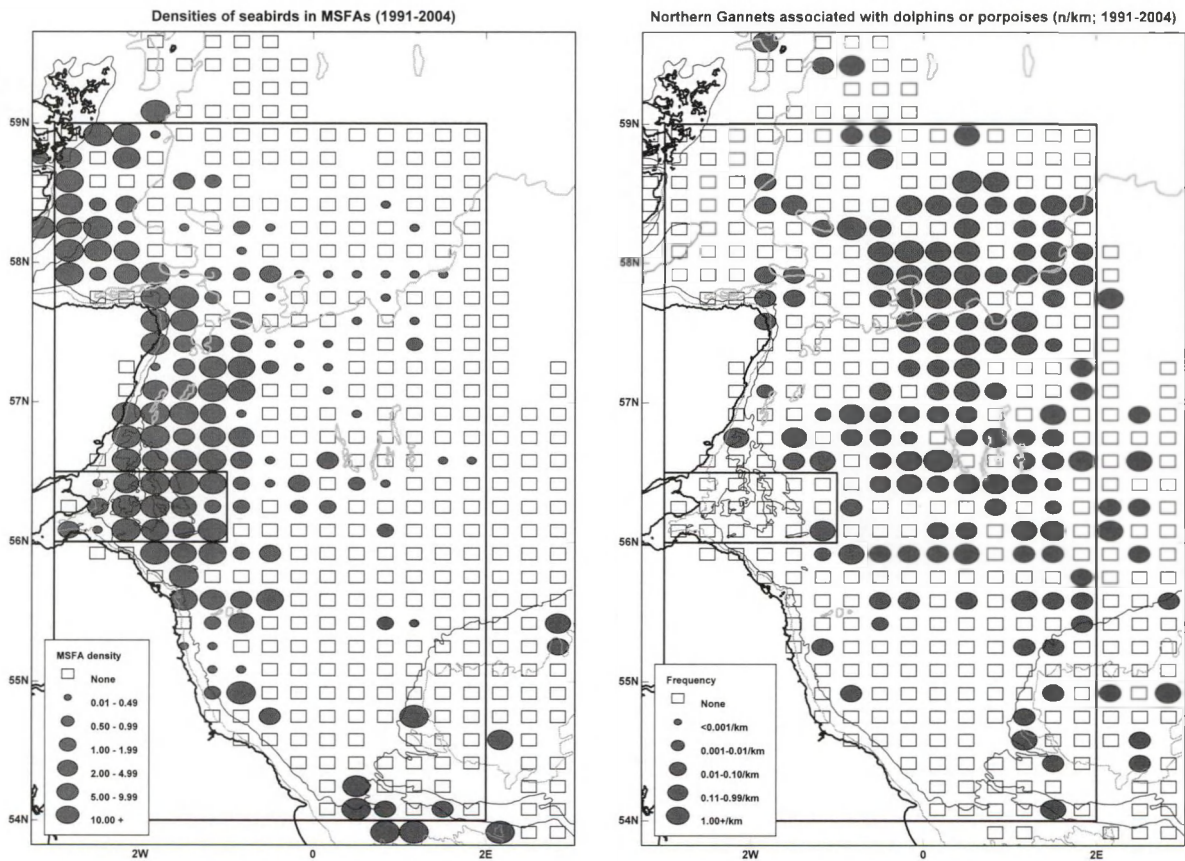 Densities of seabirds in MSFAs (1991-2004)
59N
58N
57N
56N
55N
54N
2W
0
2E
MSFA density
None
0.01 - 0.49
0.50 - 0.99
1.00 - 1.99
2.00 - 4.99
5.00 - 9.99
10.00 +
Northern Gannets associated with dolphins or porpoises (n/km; 1991-2004)
59N
58N
57N
56N
55N
54N
2W
0
2E
Frequency
None
<0.001/km
0.001-0.01/km
0.01-0.10/km
0.11-0.99/km
1.00+/km